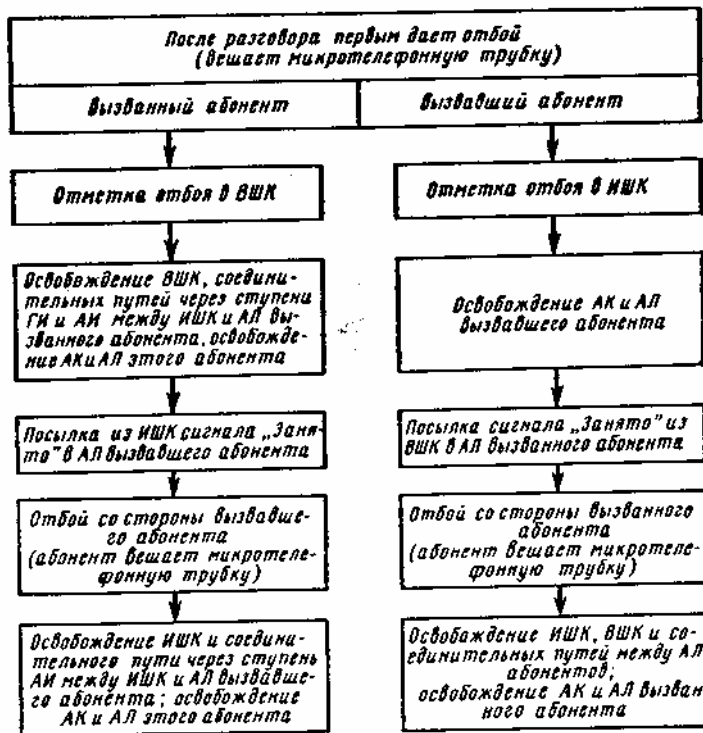 После разговора первым дает отбой
(вешает микротелефонную трубку)
Вызванный абонент
Вызвавший абонент
Отметка отбоя в ВШК
Отметка отбоя в ИШК
Освобождение ВШК, соедини-
тельных путей через ступени
ГИ и АИ между ИШК и АЛ вы-
званного абонента, освобожде-
ние АК и АЛ этого абонента
Освобождение АК и АЛ
вызвавшего абонента
Посылка из ИШК сигнала „Заня-
то" в АЛ вызвавшего абонента
Посылка сигнала „Занято" из
ВШК в АЛ вызванного абонента
Отбой со стороны вызвавше-
го абонента
(абонент вешает микротеле-
фонную трубку)
Отбой со стороны вызванного
абонента
(абонент вешает микротеле-
фонную трубку)
Освобождение ИШК и соедини-
тельного пути через ступень
АИ между ИШК и АЛ вызвавше-
го абонента; освобождение
АК и АЛ этого абонента
Освобождение ИШК, ВШК и со-
единительных путей между АЛ
абонентов;
освобождение АК и АЛ вызван
ного абонента